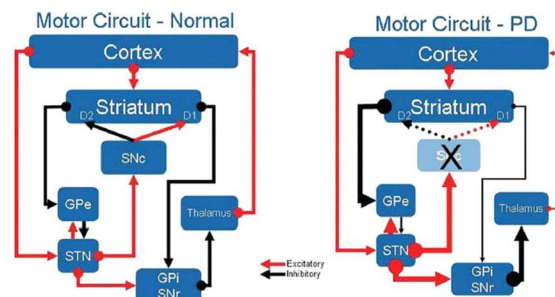 Motor Circuit - Normal
Cortex
Striatum
D2
D1
SNc
GPe
Thalamus
STN
GPi
SNr
Excitatory
Inhibitory
Motor Circuit - PD
Cortex
Striatum
D2
D1
GPe
Thalamus
STN
GPi
SNr